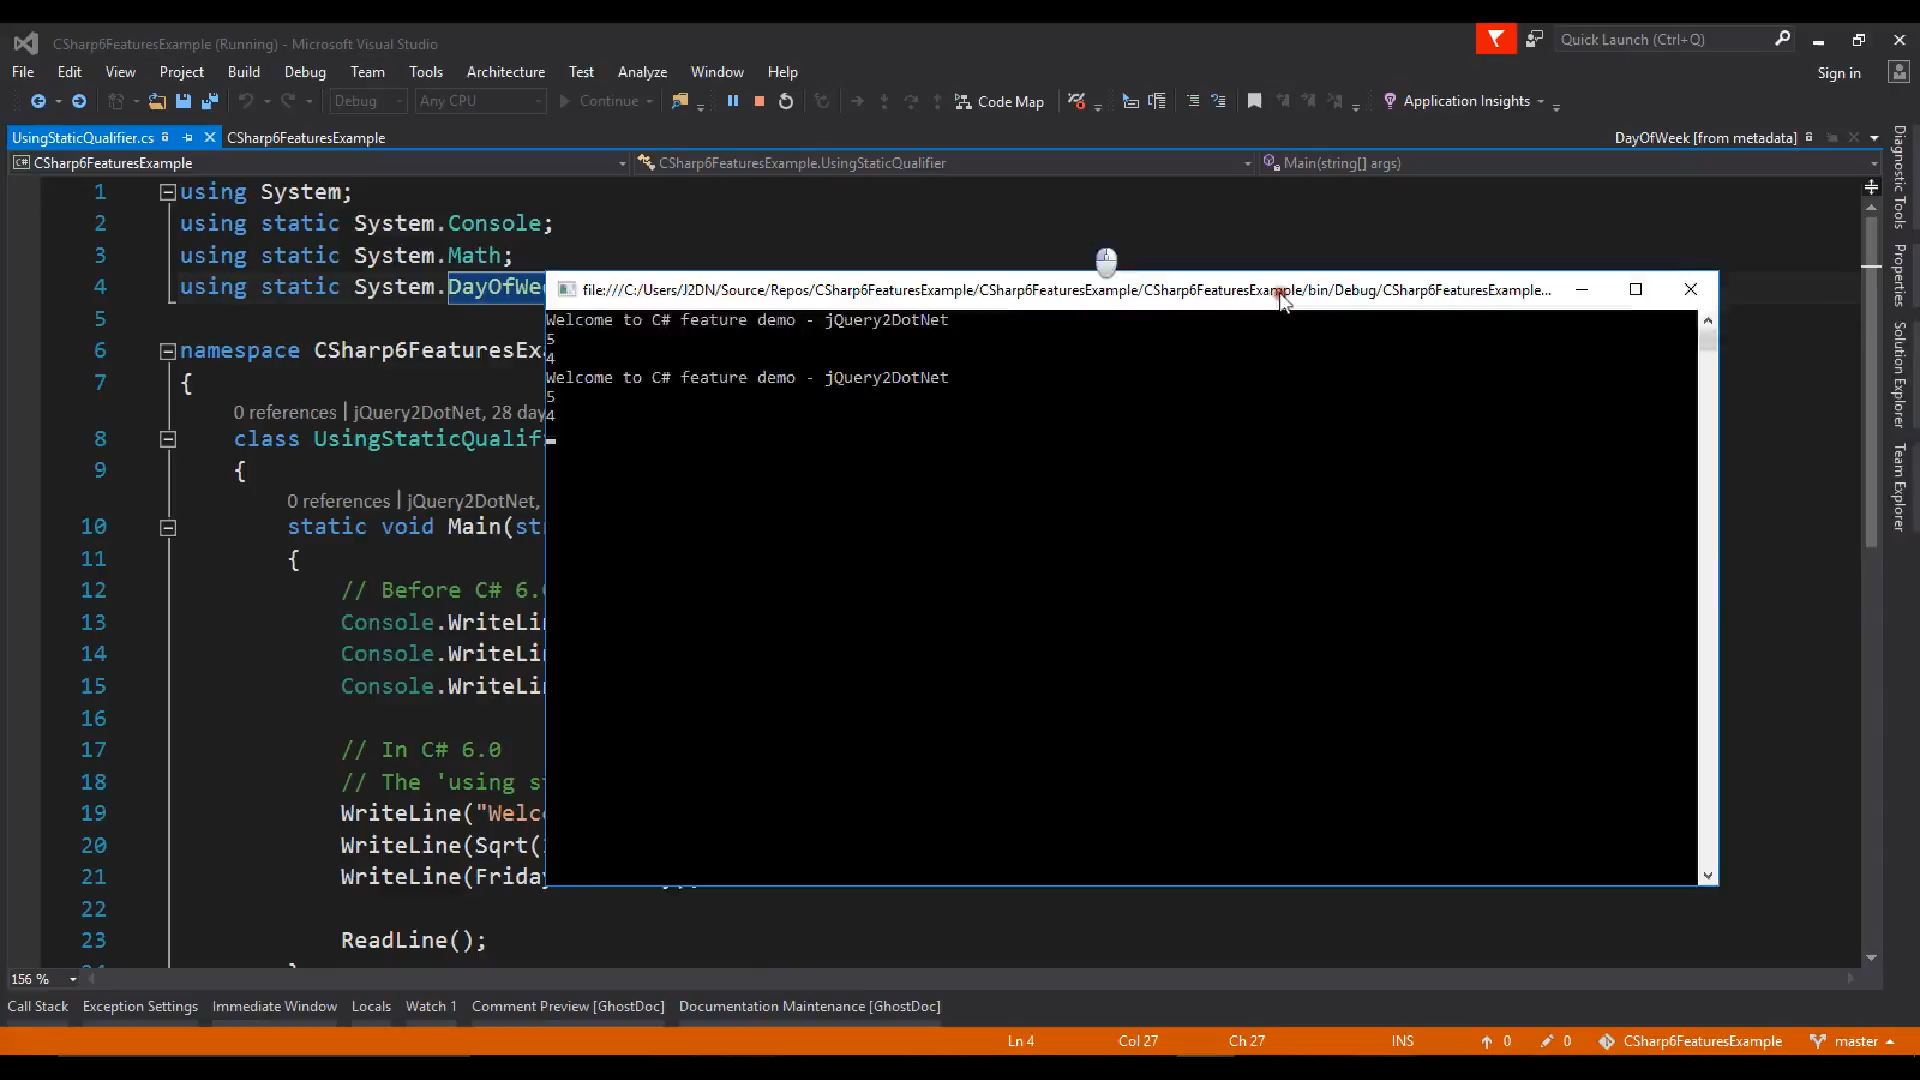 CSharp6FeaturesExample (Running) - Microsoft Visual Studio
Quick Launch (Ctrl+Q)
File Edit View Project Build Debug Team Tools Architecture Test Analyze Window Help
Sign in
Debug Any CPU Continue Code Map Application Insights
UsingStaticQualifier.cs CSharp6FeaturesExample DayOfWeek [from metadata]
C# CSharp6FeaturesExample CSharp6FeaturesExample.UsingStaticQualifier Main(string[] args)
1 using System;
2 using static System.Console;
3 using static System.Math;
4 using static System.DayOfWee
5
6 namespace CSharp6FeaturesExa
7 {
0 references | jQuery2DotNet, 28 day
8 class UsingStaticQualif
9 {
0 references | jQuery2DotNet,
10 static void Main(str
11 {
12 // Before C# 6.
13 Console.WriteLi
14 Console.WriteLi
15 Console.WriteLi
16
17 // In C# 6.0
18 // The 'using s
19 WriteLine("Welc
20 WriteLine(Sqrt(
21 WriteLine(Friday
22
23 ReadLine();
file:///C:/Users/J2DN/Source/Repos/CSharp6FeaturesExample/CSharp6FeaturesExample/CSharp6FeaturesExample/bin/Debug/CSharp6FeaturesExample...
Welcome to C# feature demo - jQuery2DotNet
5
4
Welcome to C# feature demo - jQuery2DotNet
5
4
Diagnostic Tools
Properties
Solution Explorer
Team Explorer
156 %
Call Stack Exception Settings Immediate Window Locals Watch 1 Comment Preview [GhostDoc] Documentation Maintenance [GhostDoc]
Ln 4 Col 27 Ch 27 INS 0 0 CSharp6FeaturesExample master